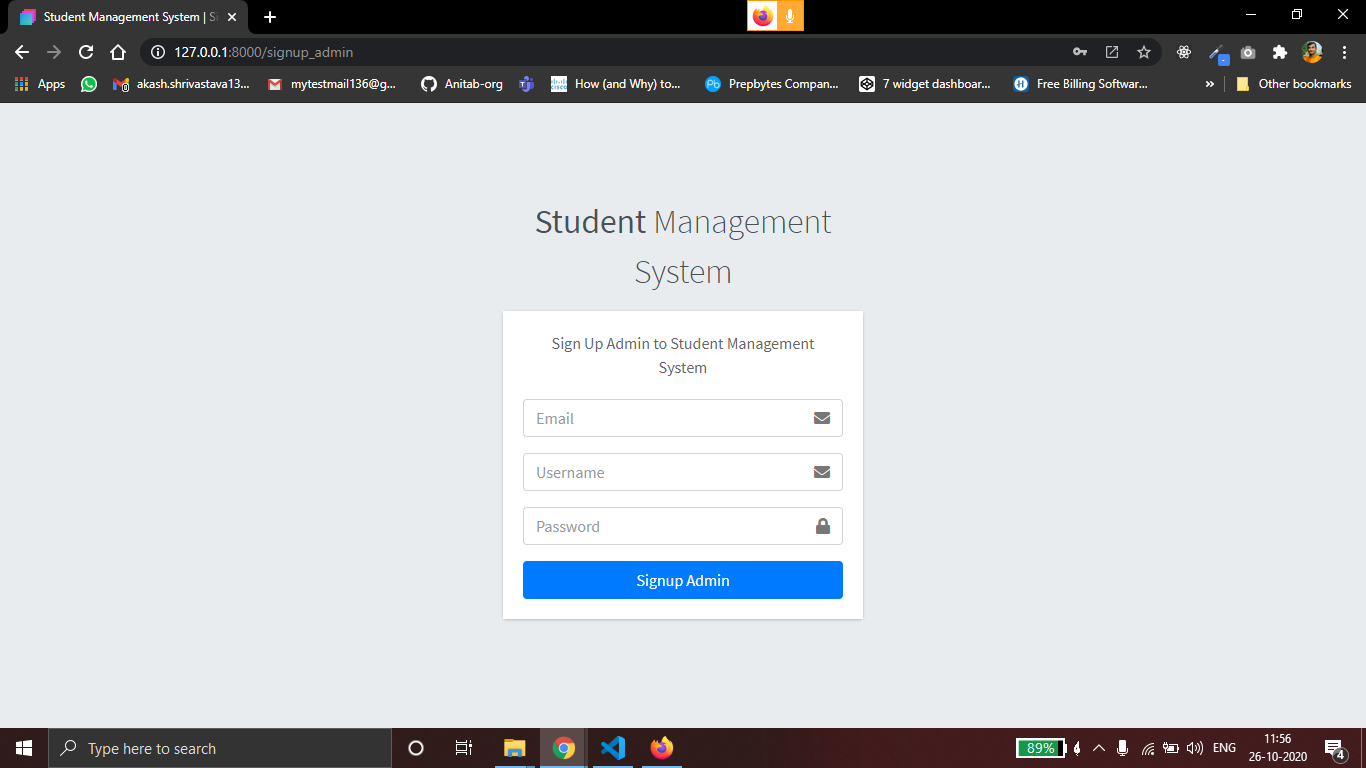 Student Management System | Si
127.0.0.1:8000/signup_admin
Apps
akash.shrivastava13...
mytestmail136@g...
Anitab-org
How (and Why) to...
Prepbytes Compan...
7 widget dashboar...
Free Billing Softwar...
»
Other bookmarks
Student Management
System
Sign Up Admin to Student Management
System
Email
Username
Password
Signup Admin
Type here to search
89%
ENG
11:56
26-10-2020
4